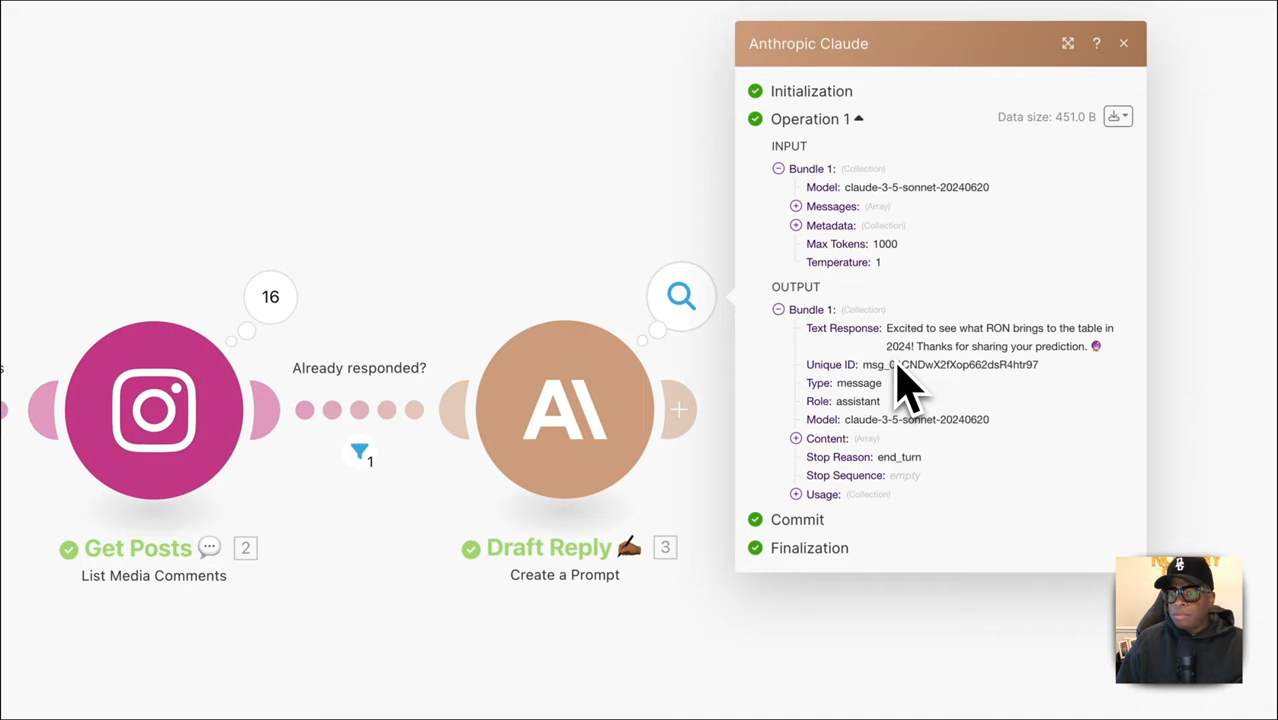 Anthropic Claude
?
Initialization
Operation 1
Data size: 451.0 B
INPUT
Bundle 1: (Collection)
Model: claude-3-5-sonnet-20240620
Messages: (Array)
Metadata: (Collection)
Max Tokens: 1000
Temperature: 1
OUTPUT
Bundle 1: (Collection)
Text Response: Excited to see what RON brings to the table in
2024! Thanks for sharing your prediction. 🔮
Unique ID:
Type: message
Role: assistant
Model: claude-3-5-sonnet-20240620
Content: (Array)
Stop Reason: end_turn
Stop Sequence: empty
Usage: (Collection)
Commit
Finalization
16
Already responded?
1
AI
Get Posts 💬 2
List Media Comments
Draft Reply ✍🏾 3
Create a Prompt